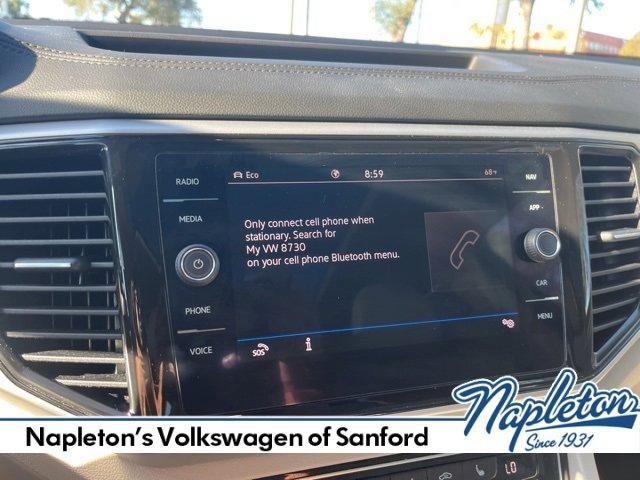 RADIO
MEDIA
PHONE
VOICE
Eco
8:59
68°F
Only connect cell phone when
stationary. Search for
My VW 8730
on your cell phone Bluetooth menu.
SOS
i
NAV
APP
CAR
MENU
Napleton's Volkswagen of Sanford
Napleton
Since 1931
LO